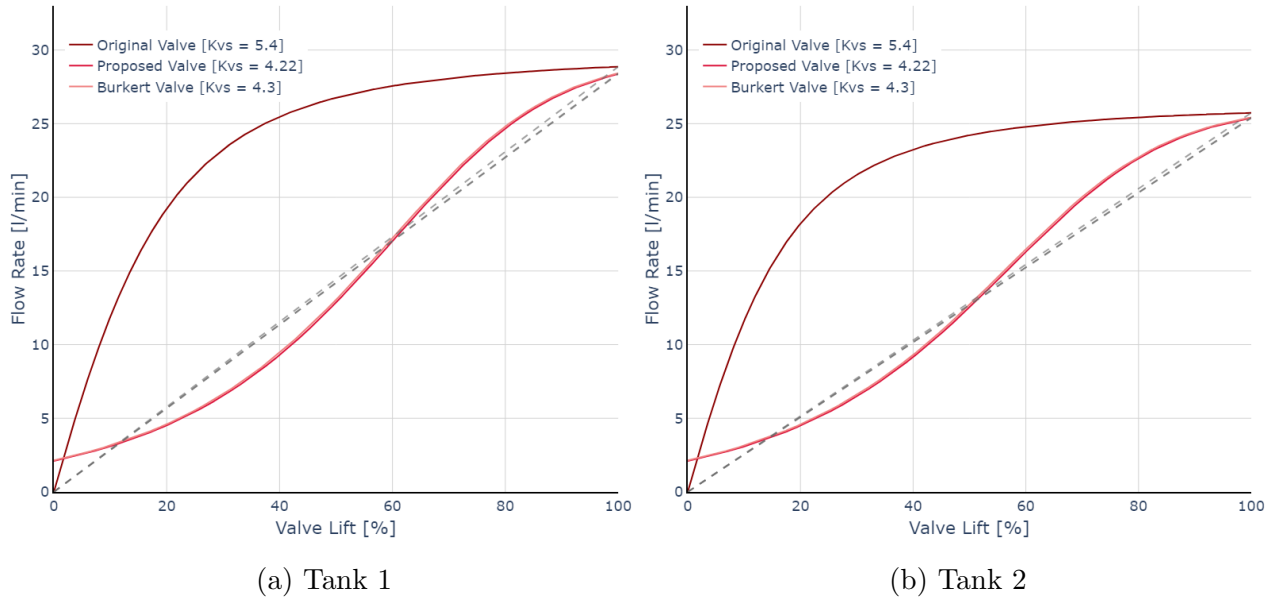 30
25
20
15
10
5
0
Flow Rate [l/min]
Original Valve [Kvs = 5.4]
Proposed Valve [Kvs = 4.22]
Burkert Valve [Kvs = 4.3]
0 20 40 60 80 100
Valve Lift [%]
(a) Tank 1
30
25
20
15
10
5
0
Flow Rate [l/min]
Original Valve [Kvs = 5.4]
Proposed Valve [Kvs = 4.22]
Burkert Valve [Kvs = 4.3]
0 20 40 60 80 100
Valve Lift [%]
(b) Tank 2